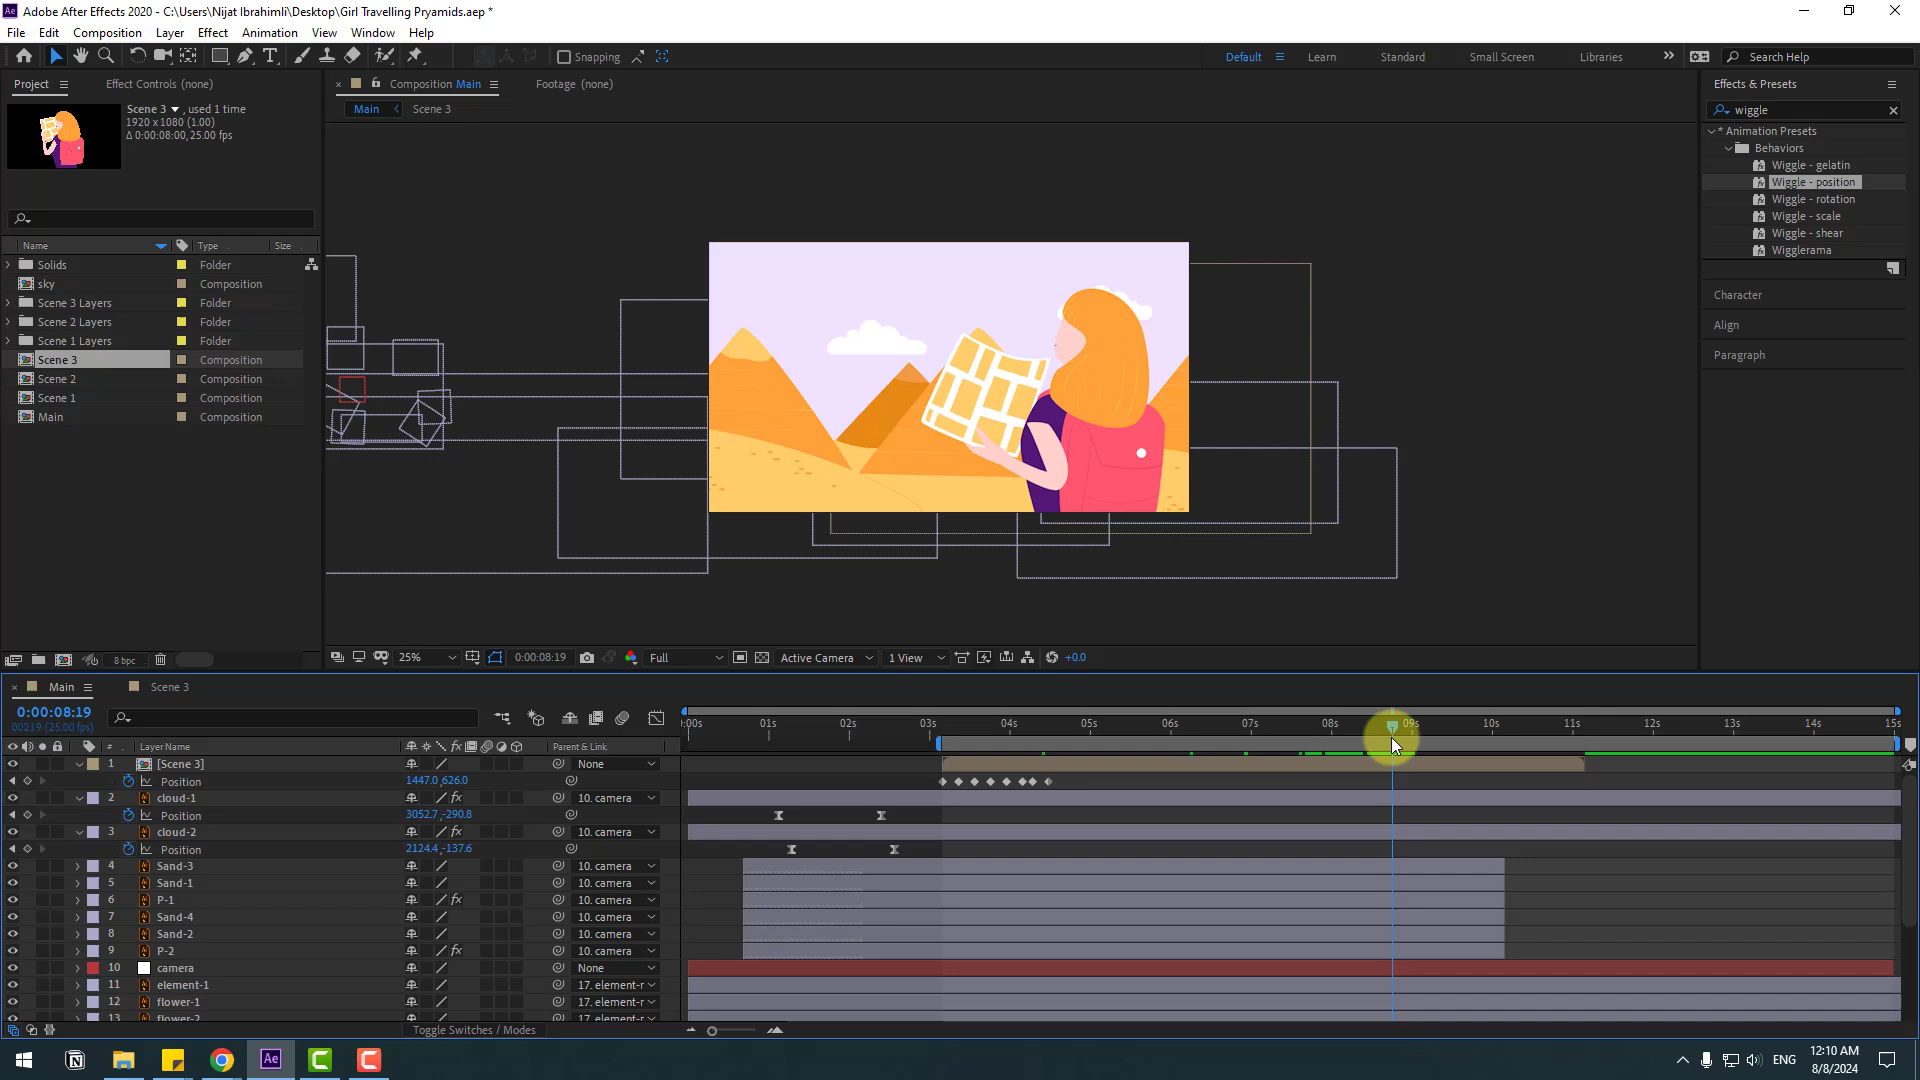 Adobe After Effects 2020 - C:\Users\Nijat Ibrahimli\Desktop\Girl Travelling Pryamids.aep *
File Edit Composition Layer Effect Animation View Window Help
Snapping
Default Learn Standard Small Screen Libraries Search Help
Project Effect Controls (none)
Composition Main Footage (none)
Effects & Presets
Scene 3 , used 1 time
1920 x 1080 (1.00)
Δ 0:00:08:00, 25.00 fps
Main Scene 3
wiggle
* Animation Presets
Behaviors
Wiggle - gelatin
Wiggle - position
Wiggle - rotation
Wiggle - scale
Wiggle - shear
Wigglerama
Character
Align
Paragraph
Name Type Size
Solids Folder
sky Composition
Scene 3 Layers Folder
Scene 2 Layers Folder
Scene 1 Layers Folder
Scene 3 Composition
Scene 2 Composition
Scene 1 Composition
Main Composition
8 bpc
25% 0:00:08:19 Full Active Camera 1 View +0.0
Main Scene 3
0:00:08:19
00219 (25.00 fps)
:00s 01s 02s 03s 04s 05s 06s 07s 08s 09s 10s 11s 12s 13s 14s 15s
# Layer Name Parent & Link
1 [Scene 3] None
Position 1447.0,626.0
2 cloud-1 10. camera
Position 3052.7,-290.8
3 cloud-2 10. camera
Position 2124.4,-137.6
4 Sand-3 10. camera
5 Sand-1 10. camera
6 P-1 10. camera
7 Sand-4 10. camera
8 Sand-2 10. camera
9 P-2 10. camera
10 camera None
11 element-1 17. element-r
12 flower-1 17. element-r
13 flower-2 17. element-r
Toggle Switches / Modes
Ae
ENG
12:10 AM
8/8/2024